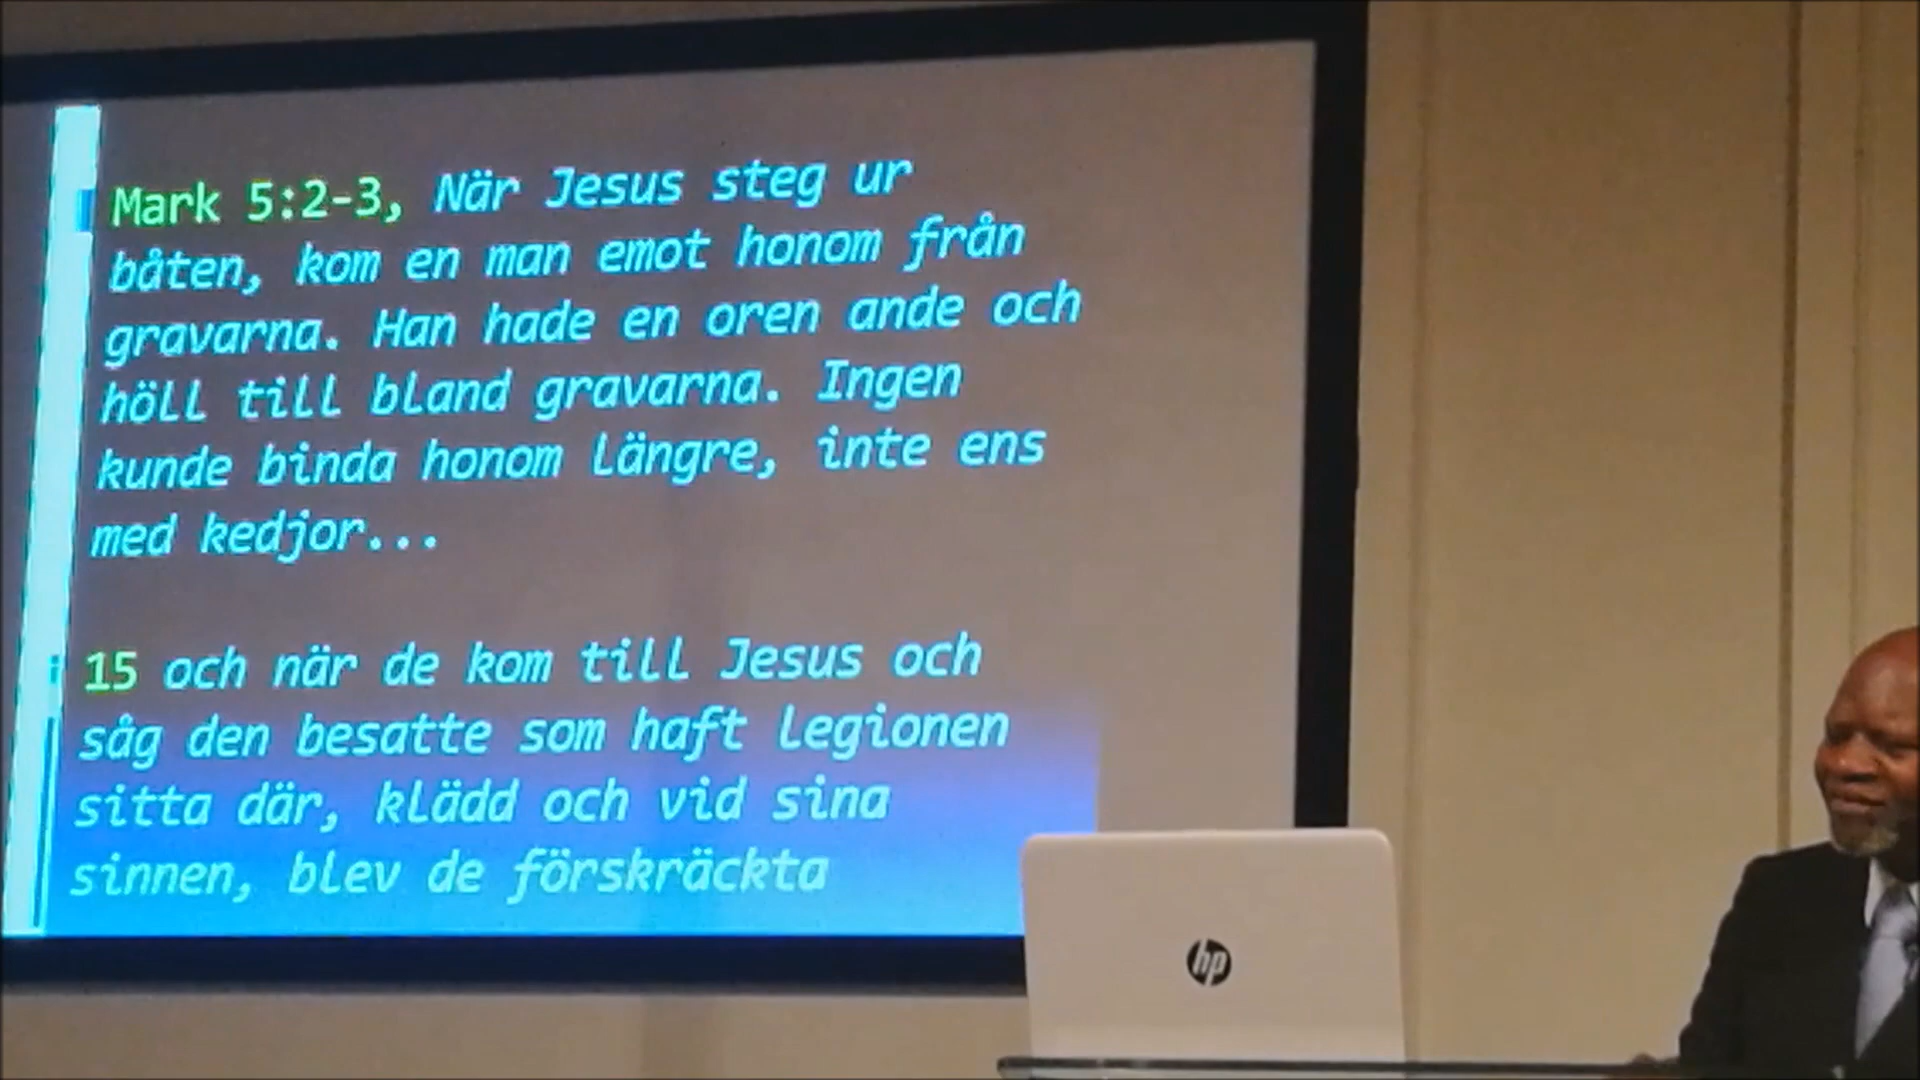 Mark 5:2-3, När Jesus steg ur
båten, kom en man emot honom från
gravarna. Han hade en oren ande och
höll till bland gravarna. Ingen
kunde binda honom längre, inte ens
med kedjor...
15 och när de kom till Jesus och
såg den besatte som haft legionen
sitta där, klädd och vid sina
sinnen, blev de förskräckta
hp